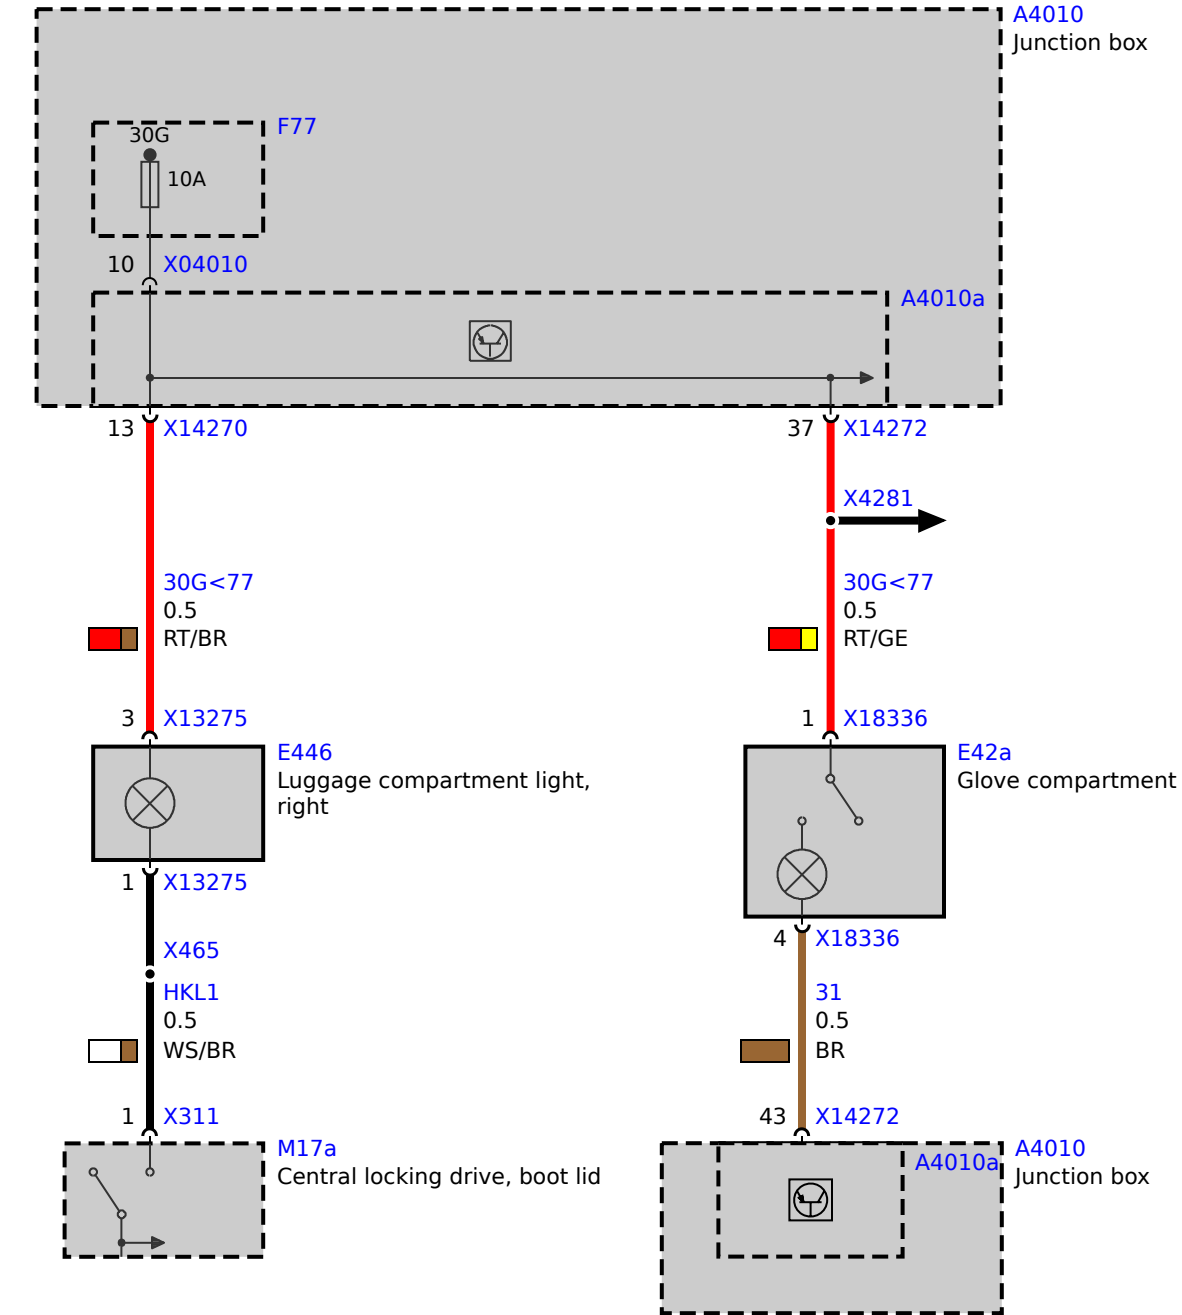 A4010
Junction box
30G
F77
10A
10 X04010
A4010a
13 X14270
37 X14272
X4281
30G<77
0.5
RT/BR
30G<77
0.5
RT/GE
3 X13275
1 X18336
E446
Luggage compartment light,
right
E42a
Glove compartment
1 X13275
4 X18336
X465
HKL1
0.5
WS/BR
31
0.5
BR
1 X311
43 X14272
M17a
Central locking drive, boot lid
A4010a
A4010
Junction box